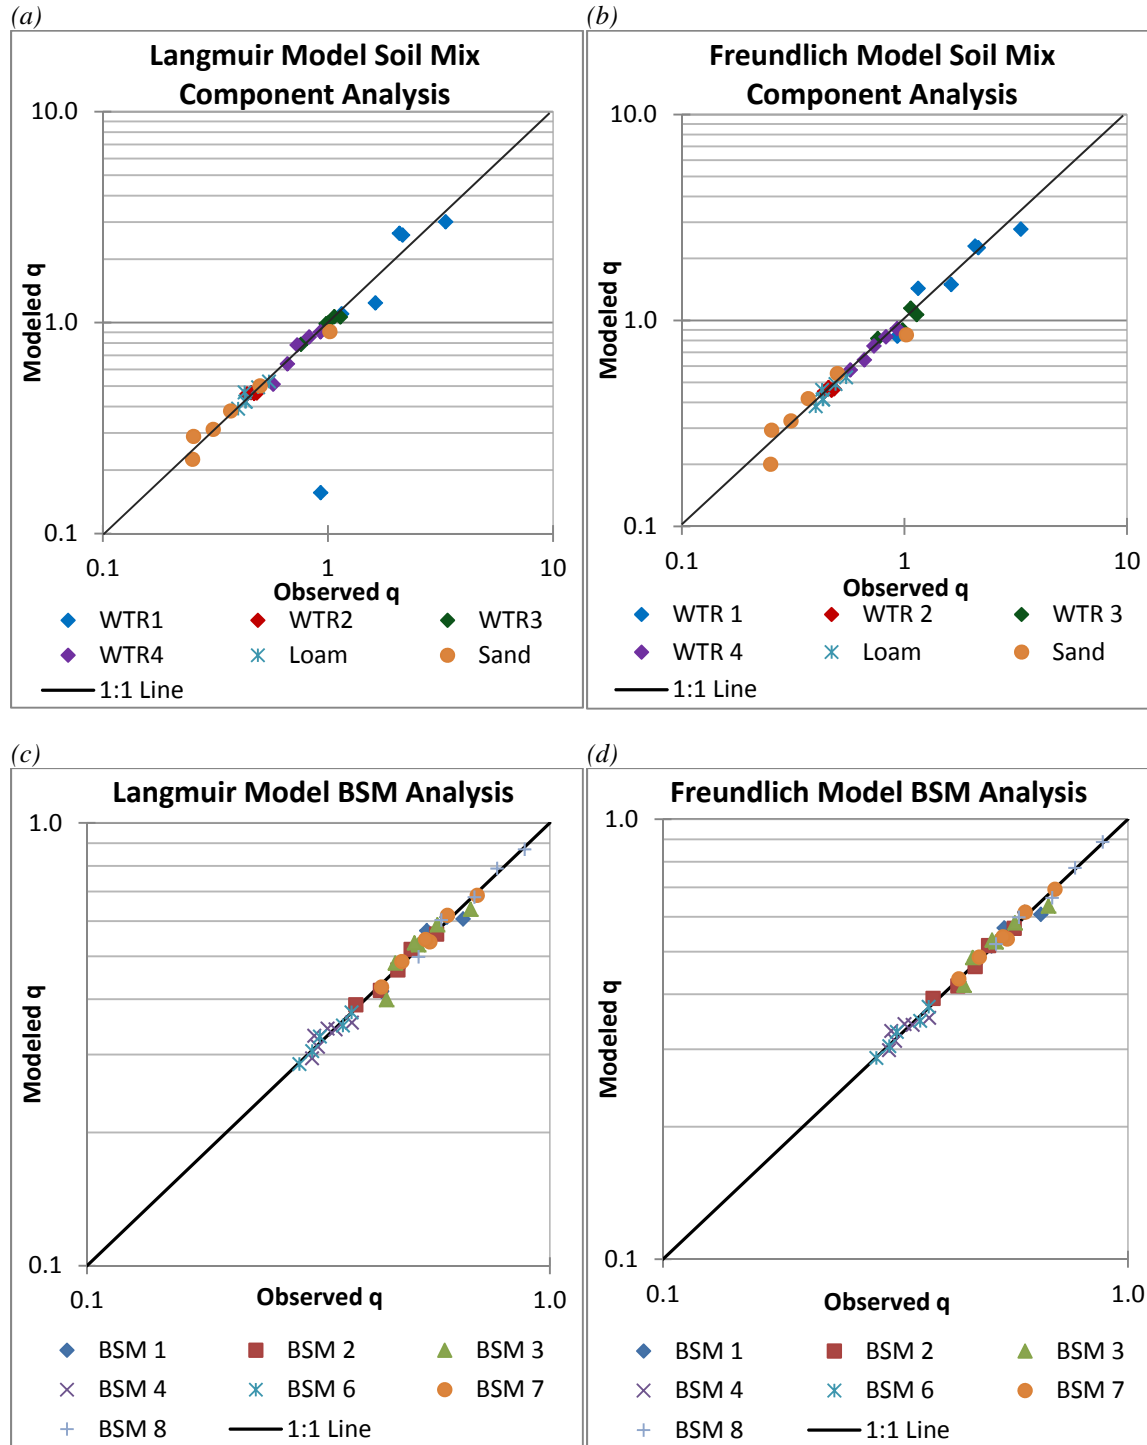 (a)
Langmuir Model Soil Mix
Component Analysis
10.0
1.0
0.1
Modeled q
0.1
1
10
Observed q
WTR1
WTR2
WTR3
WTR4
Loam
Sand
1:1 Line
(b)
Freundlich Model Soil Mix
Component Analysis
10.0
1.0
0.1
Modeled q
0.1
1
10
Observed q
WTR 1
WTR 2
WTR 3
WTR 4
Loam
Sand
1:1 Line
(c)
Langmuir Model BSM Analysis
1.0
0.1
Modeled q
0.1
1.0
Observed q
BSM 1
BSM 2
BSM 3
BSM 4
BSM 6
BSM 7
BSM 8
1:1 Line
(d)
Freundlich Model BSM Analysis
1.0
0.1
Modeled q
0.1
1.0
Observed q
BSM 1
BSM 2
BSM 3
BSM 4
BSM 6
BSM 7
BSM 8
1:1 Line